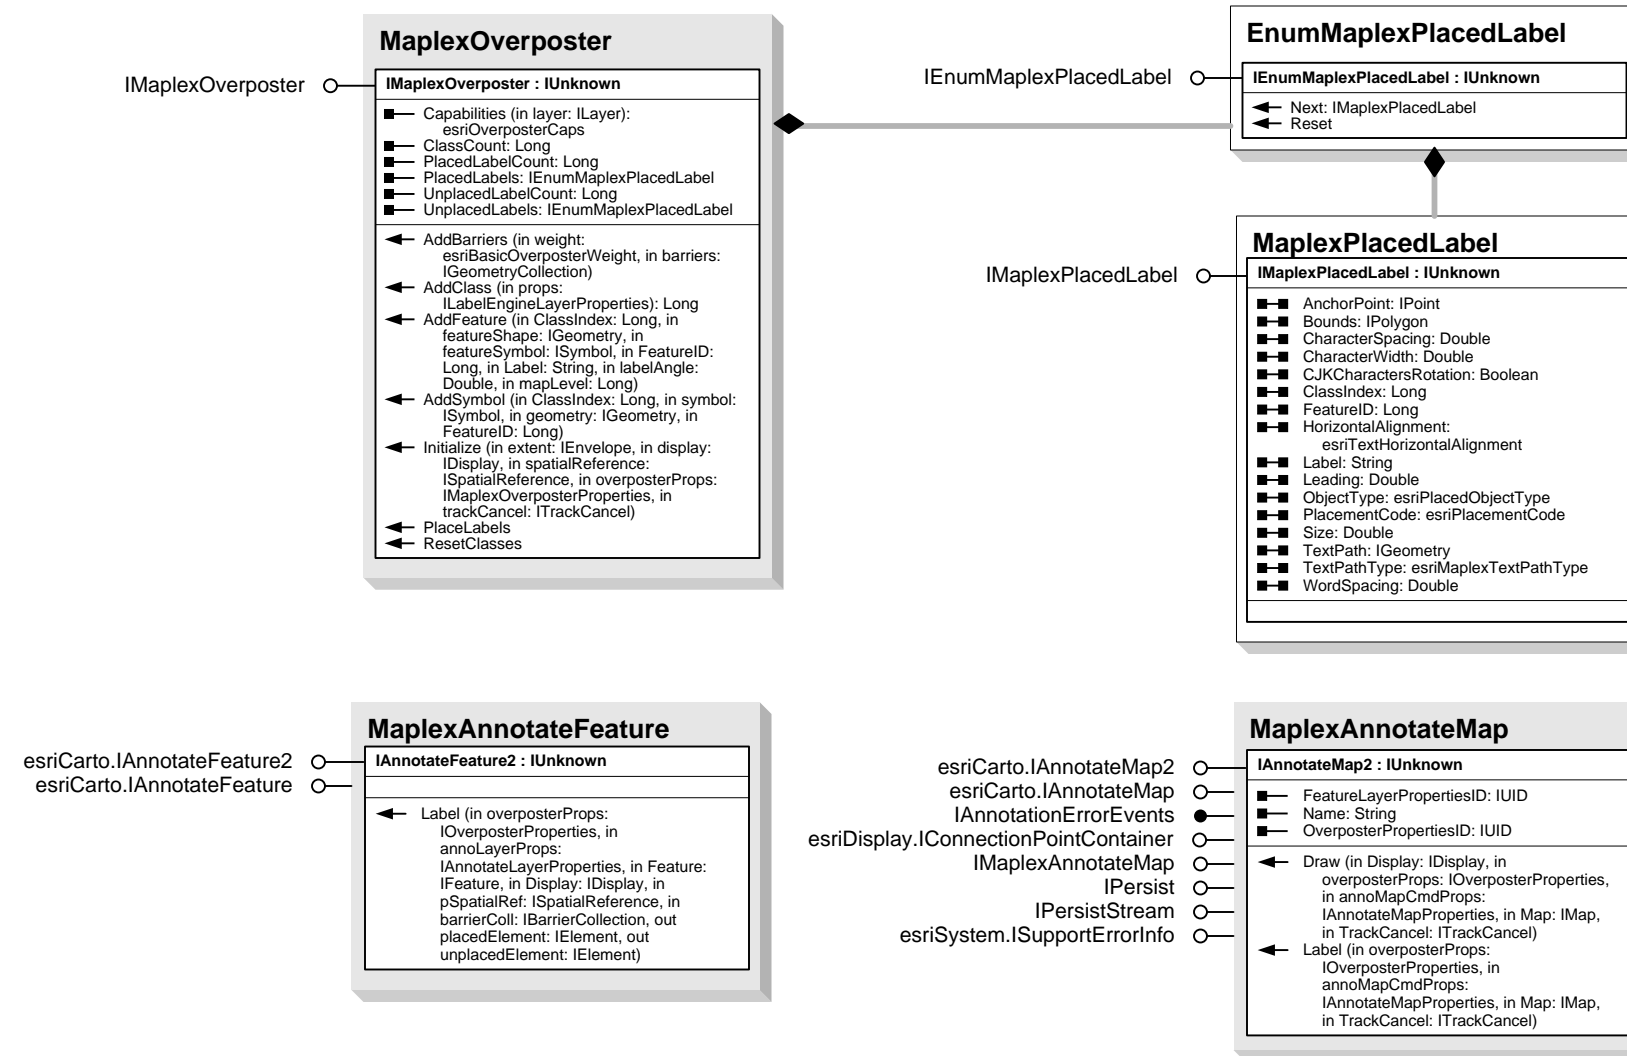 MaplexOverposter
IMaplexOverposter
IMaplexOverposter : IUnknown
Capabilities (in layer: ILayer):
esriOverposterCaps
ClassCount: Long
PlacedLabelCount: Long
PlacedLabels: IEnumMaplexPlacedLabel
UnplacedLabelCount: Long
UnplacedLabels: IEnumMaplexPlacedLabel
AddBarriers (in weight:
esriBasicOverposterWeight, in barriers:
IGeometryCollection)
AddClass (in props:
ILabelEngineLayerProperties): Long
AddFeature (in ClassIndex: Long, in
featureShape: IGeometry, in
featureSymbol: ISymbol, in FeatureID:
Long, in Label: String, in labelAngle:
Double, in mapLevel: Long)
AddSymbol (in ClassIndex: Long, in symbol:
ISymbol, in geometry: IGeometry, in
FeatureID: Long)
Initialize (in extent: IEnvelope, in display:
IDisplay, in spatialReference:
ISpatialReference, in overposterProps:
IMaplexOverposterProperties, in
trackCancel: ITrackCancel)
PlaceLabels
ResetClasses
EnumMaplexPlacedLabel
IEnumMaplexPlacedLabel
IEnumMaplexPlacedLabel : IUnknown
Next: IMaplexPlacedLabel
Reset
MaplexPlacedLabel
IMaplexPlacedLabel
IMaplexPlacedLabel : IUnknown
AnchorPoint: IPoint
Bounds: IPolygon
CharacterSpacing: Double
CharacterWidth: Double
CJKCharactersRotation: Boolean
ClassIndex: Long
FeatureID: Long
HorizontalAlignment:
esriTextHorizontalAlignment
Label: String
Leading: Double
ObjectType: esriPlacedObjectType
PlacementCode: esriPlacementCode
Size: Double
TextPath: IGeometry
TextPathType: esriMaplexTextPathType
WordSpacing: Double
MaplexAnnotateFeature
esriCarto.IAnnotateFeature2
esriCarto.IAnnotateFeature
IAnnotateFeature2 : IUnknown
Label (in overposterProps:
IOverposterProperties, in
annoLayerProps:
IAnnotateLayerProperties, in Feature:
IFeature, in Display: IDisplay, in
pSpatialRef: ISpatialReference, in
barrierColl: IBarrierCollection, out
placedElement: IElement, out
unplacedElement: IElement)
MaplexAnnotateMap
esriCarto.IAnnotateMap2
esriCarto.IAnnotateMap
IAnnotationErrorEvents
esriDisplay.IConnectionPointContainer
IMaplexAnnotateMap
IPersist
IPersistStream
esriSystem.ISupportErrorInfo
IAnnotateMap2 : IUnknown
FeatureLayerPropertiesID: IUID
Name: String
OverposterPropertiesID: IUID
Draw (in Display: IDisplay, in
overposterProps: IOverposterProperties,
in annoMapCmdProps:
IAnnotateMapProperties, in Map: IMap,
in TrackCancel: ITrackCancel)
Label (in overposterProps:
IOverposterProperties, in
annoMapCmdProps:
IAnnotateMapProperties, in Map: IMap,
in TrackCancel: ITrackCancel)